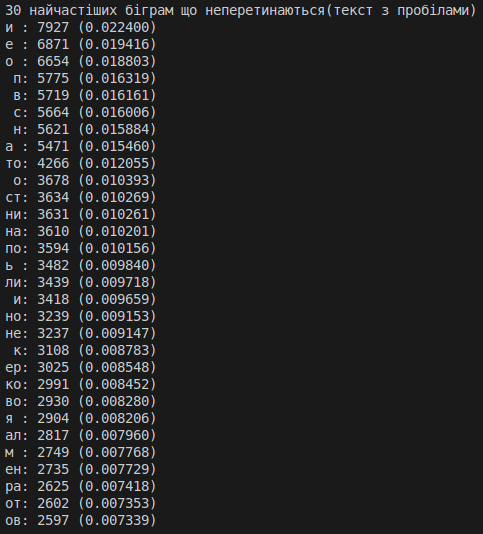 30 найчастіших біграм що неперетинаються(текст з пробілами)
и : 7927 (0.022400)
е : 6871 (0.019416)
о : 6654 (0.018803)
 п: 5775 (0.016319)
 в: 5719 (0.016161)
 с: 5664 (0.016006)
 н: 5621 (0.015884)
а : 5471 (0.015460)
то: 4266 (0.012055)
 о: 3678 (0.010393)
ст: 3634 (0.010269)
ни: 3631 (0.010261)
на: 3610 (0.010201)
по: 3594 (0.010156)
ь : 3482 (0.009840)
ли: 3439 (0.009718)
 и: 3418 (0.009659)
но: 3239 (0.009153)
не: 3237 (0.009147)
 к: 3108 (0.008783)
ер: 3025 (0.008548)
ко: 2991 (0.008452)
во: 2930 (0.008280)
я : 2904 (0.008206)
ал: 2817 (0.007960)
м : 2749 (0.007768)
ен: 2735 (0.007729)
ра: 2625 (0.007418)
от: 2602 (0.007353)
ов: 2597 (0.007339)